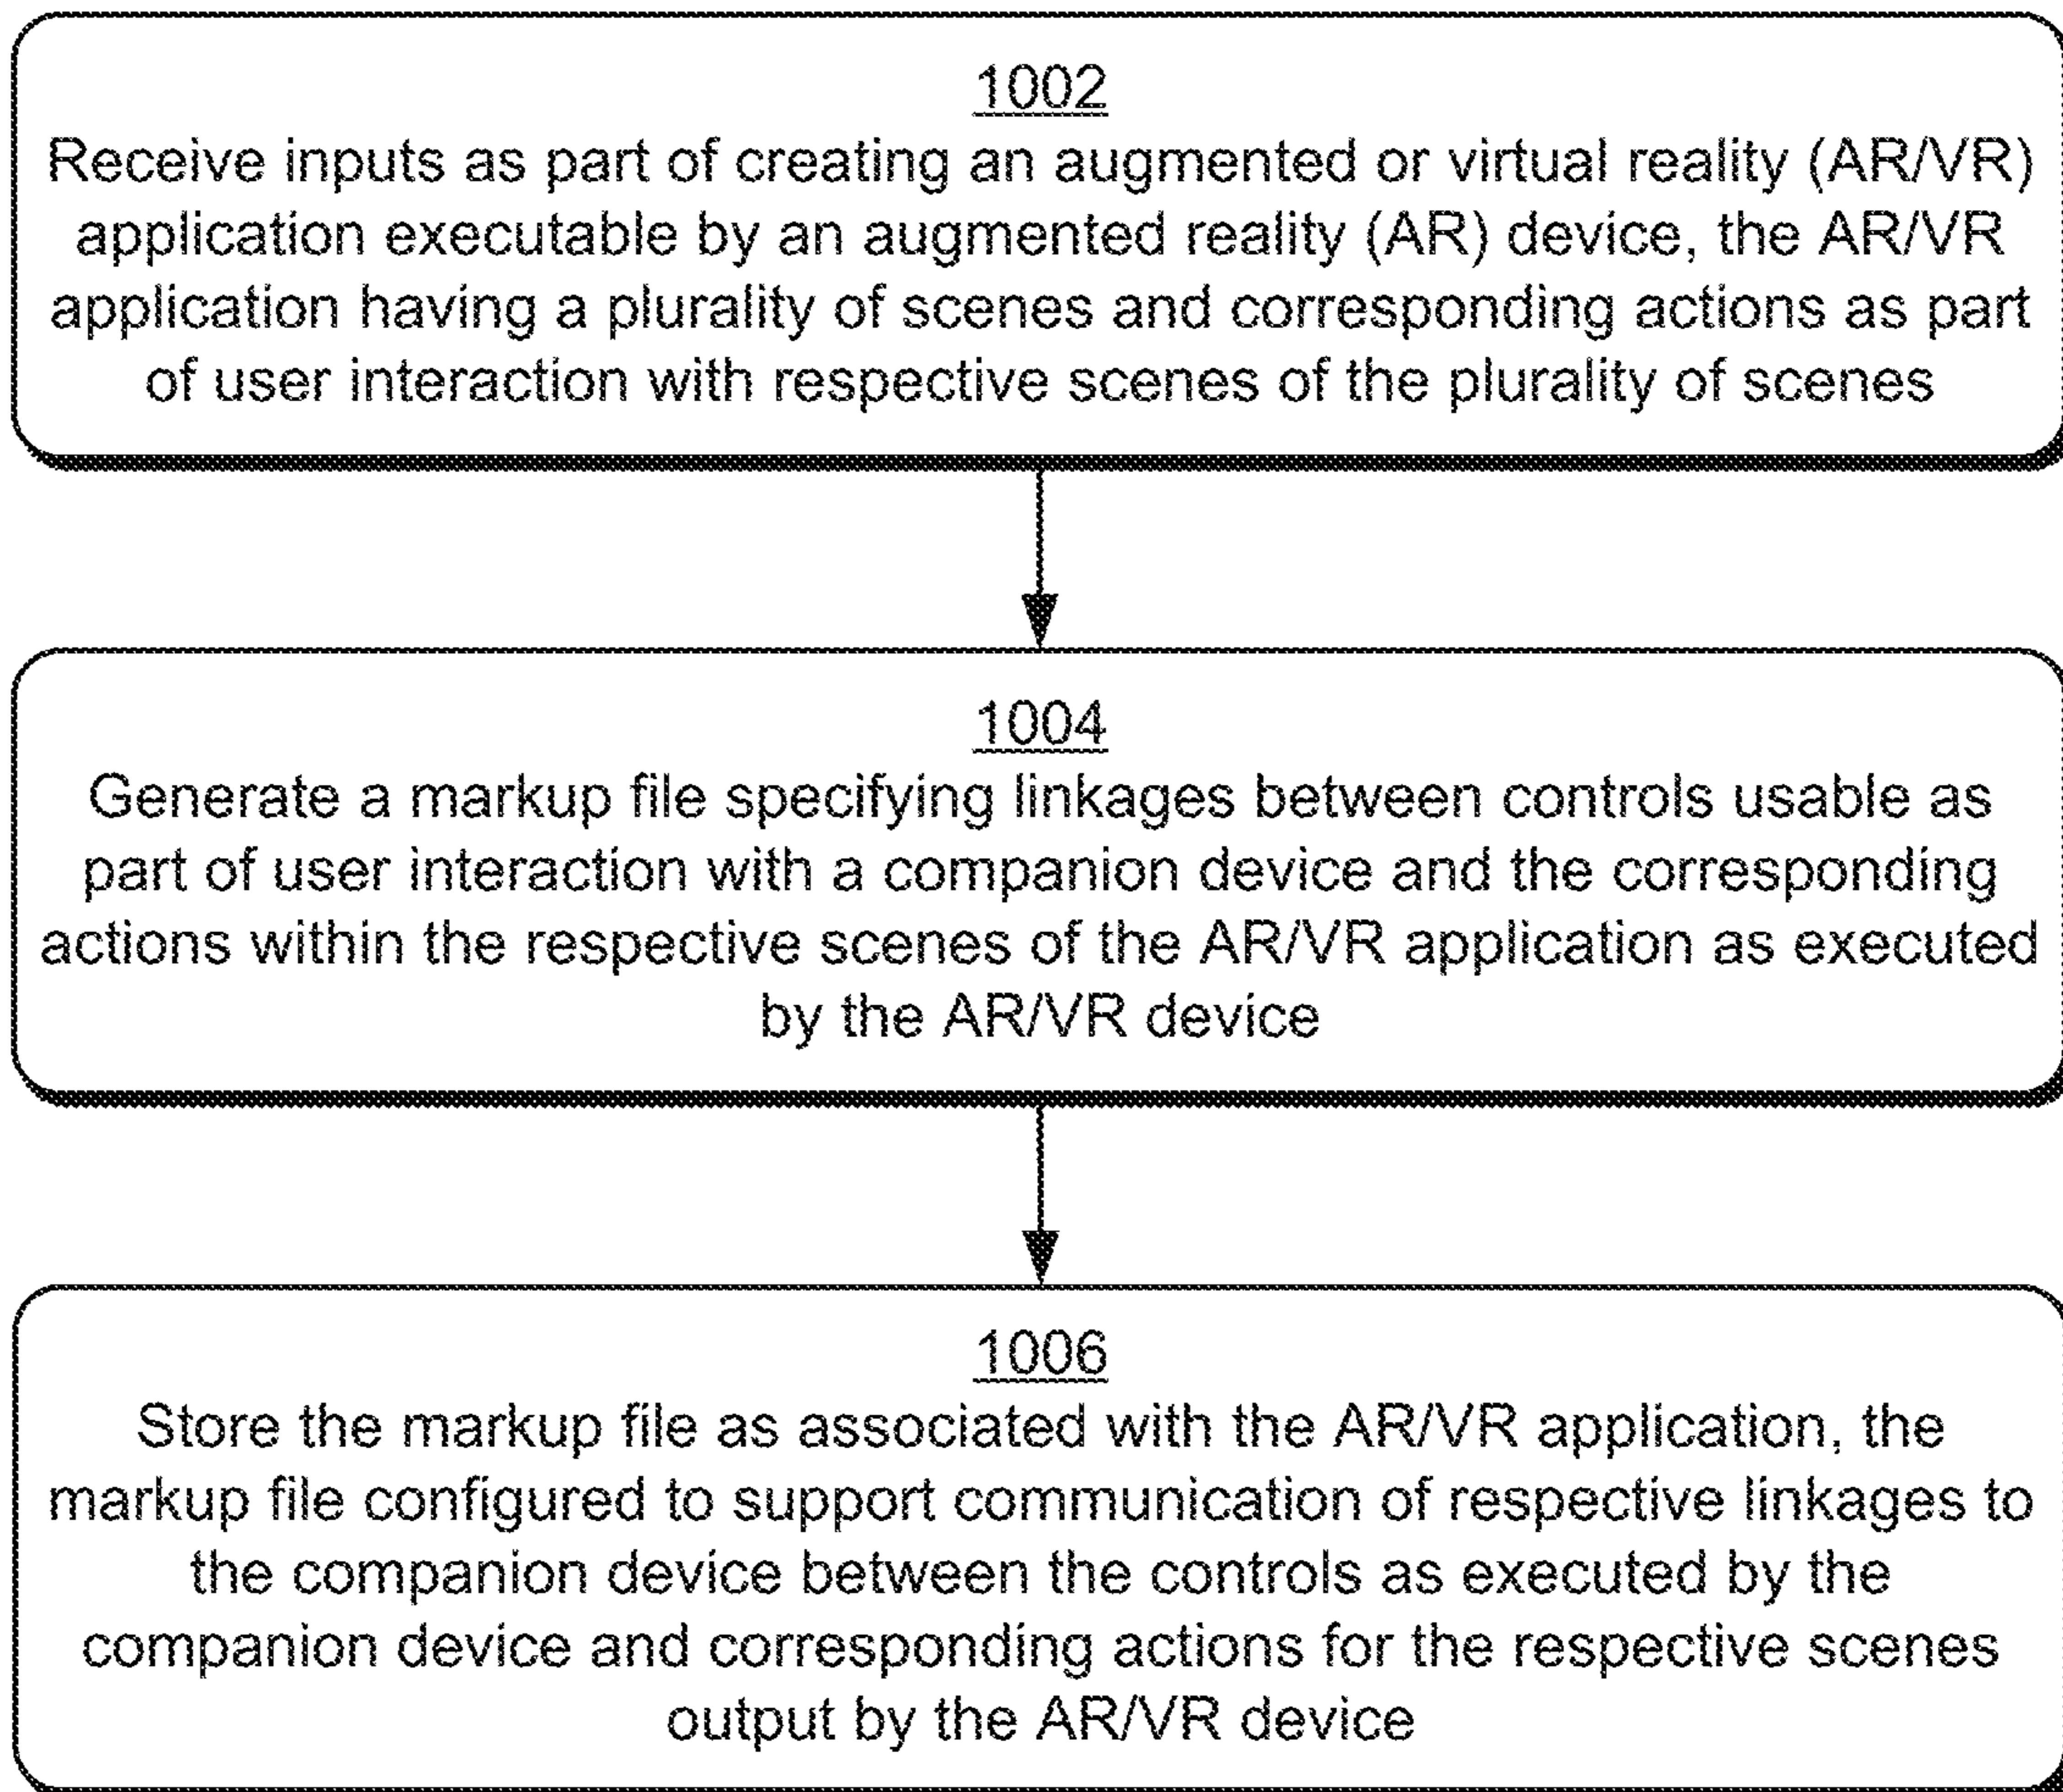 1002
Receive inputs as part of creating an augmented or virtual reality (AR/VR)
application executable by an augmented reality (AR) device, the AR/VR
application having a plurality of scenes and corresponding actions as part
of user interaction with respective scenes of the plurality of scenes
1004
Generate a markup file specifying linkages between controls usable as
part of user interaction with a companion device and the corresponding
actions within the respective scenes of the AR/VR application as executed
by the AR/VR device
1006
Store the markup file as associated with the AR/VR application, the
markup file configured to support communication of respective linkages to
the companion device between the controls as executed by the
companion device and corresponding actions for the respective scenes
output by the AR/VR device